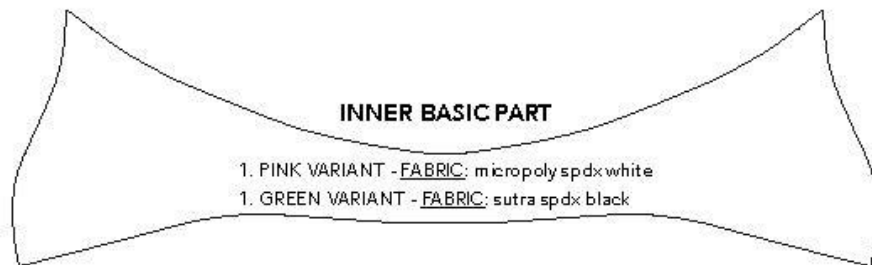 INNER BASIC PART
1. PINK VARIANT - FABRIC: micropoly spdx white
1. GREEN VARIANT - FABRIC: sutra spdx black